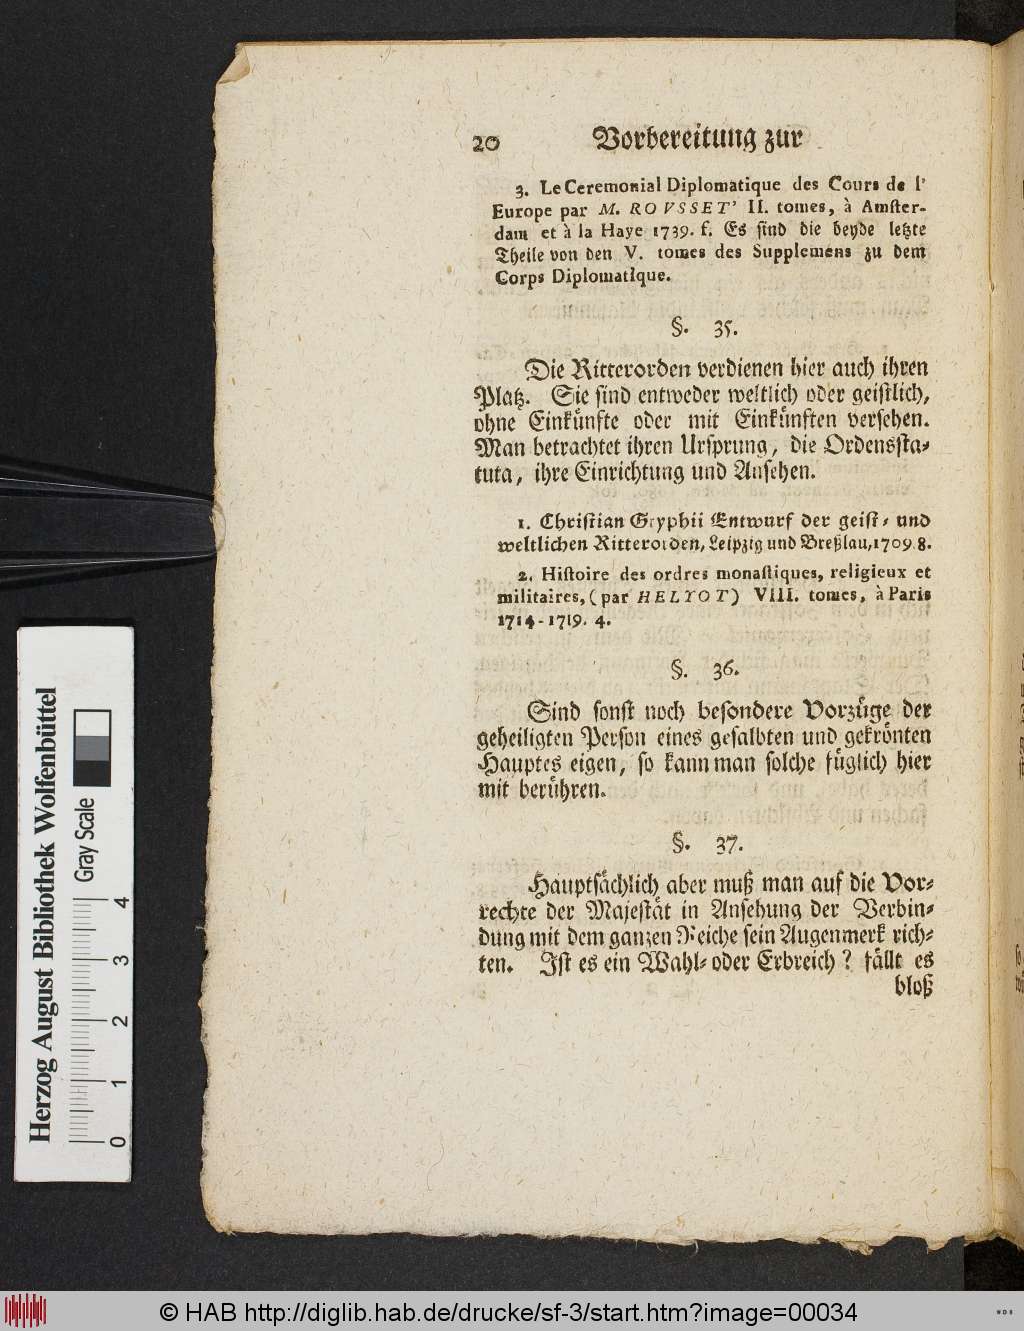 20 Vorbereitung zur
3. Le Ceremonial Diplomatique des Cours de l'
Europe par M. ROVSSET' II. tomes, à Amster-
dam et à la Haye 1739. f. Es sind die beyde letzte
Theile von den V. tomes des Supplemens zu dem
Corps Diplomatique.
§. 35.
Die Ritterorden verdienen hier auch ihren
Platz. Sie sind entweder weltlich oder geistlich,
ohne Einkünfte oder mit Einkünften versehen.
Man betrachtet ihren Ursprung, die Ordenssta-
tuta, ihre Einrichtung und Ansehen.
1. Christian Gryphii Entwurf der geist- und
weltlichen Ritterorden, Leipzig und Breßlau, 1709. 8.
2. Histoire des ordres monastiques, religieux et
militaires, (par HELYOT) VIII. tomes, à Paris
1714-1719. 4.
§. 36.
Sind sonst noch besondere Vorzüge der
geheiligten Person eines gesalbten und gekrönten
Hauptes eigen, so kann man solche füglich hier
mit berühren.
§. 37.
Hauptsächlich aber muß man auf die Vor-
rechte der Majestät in Ansehung der Verbin-
dung mit dem ganzen Reiche sein Augenmerk rich-
ten. Ist es ein Wahl- oder Erbreich? fällt es
bloß
Herzog August Bibliothek Wolfenbüttel
Gray Scale
0 1 2 3 4
© HAB http://diglib.hab.de/drucke/sf-3/start.htm?image=00034